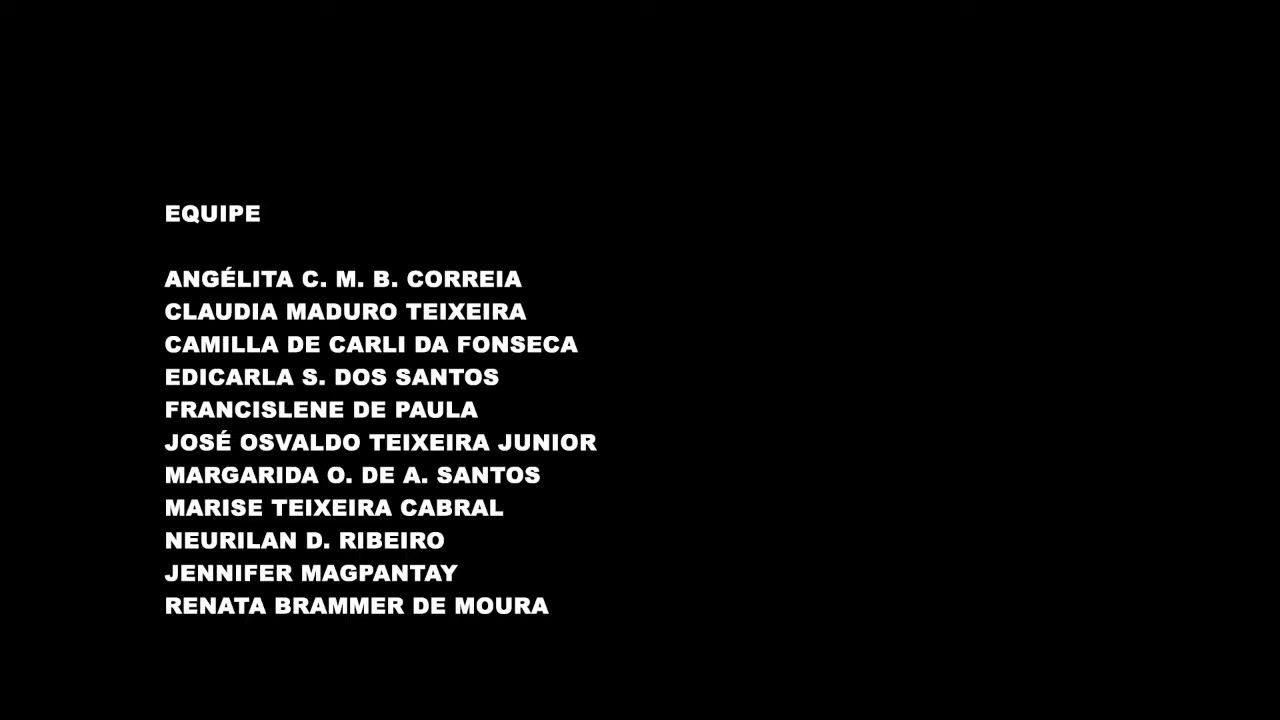 EQUIPE
ANGÉLITA C. M. B. CORREIA
CLAUDIA MADURO TEIXEIRA
CAMILLA DE CARLI DA FONSECA
EDICARLA S. DOS SANTOS
FRANCISLENE DE PAULA
JOSÉ OSVALDO TEIXEIRA JUNIOR
MARGARIDA O. DE A. SANTOS
MARISE TEIXEIRA CABRAL
NEURILAN D. RIBEIRO
JENNIFER MAGPANTAY
RENATA BRAMMER DE MOURA